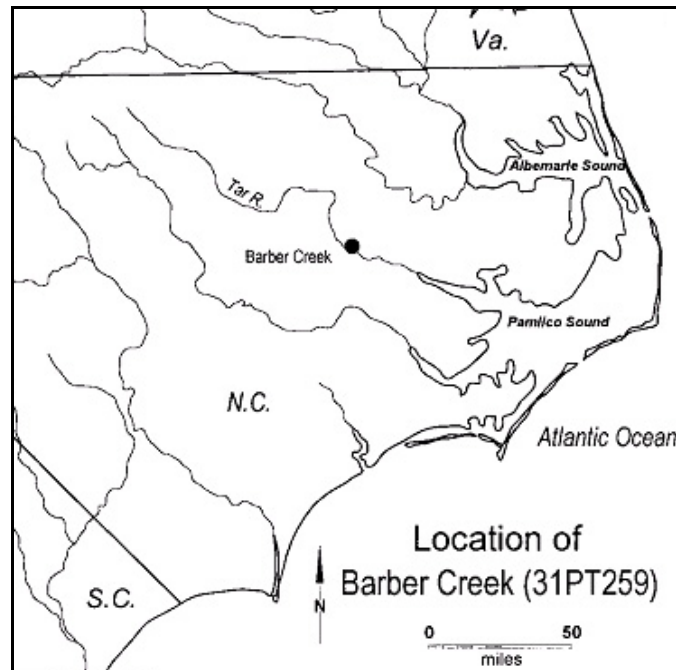 Va.
Albemarle Sound
Tar R.
Barber Creek
Pamlico Sound
N.C.
Atlantic Ocean
Location of
Barber Creek (31PT259)
S.C.
N
0 50
miles